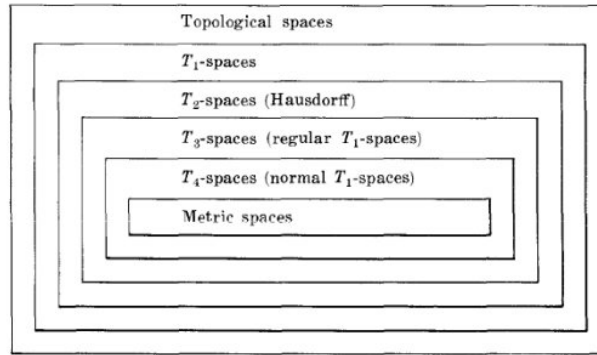 Topological spaces
T₁-spaces
T₂-spaces (Hausdorff)
T₃-spaces (regular T₁-spaces)
T₄-spaces (normal T₁-spaces)
Metric spaces